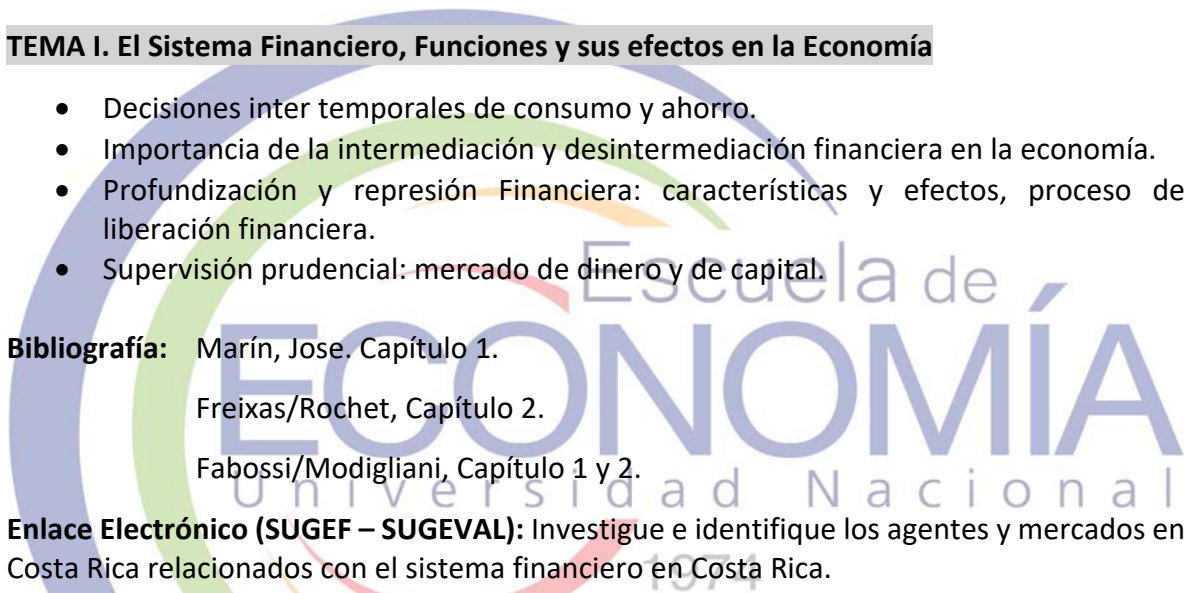 TEMA I. El Sistema Financiero, Funciones y sus efectos en la Economía
• Decisiones inter temporales de consumo y ahorro.
• Importancia de la intermediación y desintermediación financiera en la economía.
• Profundización y represión Financiera: características y efectos, proceso de
liberación financiera.
• Supervisión prudencial: mercado de dinero y de capital.
Escuela de
Bibliografía: Marín, Jose. Capítulo 1.
ECONOMÍA
Freixas/Rochet, Capítulo 2.
Fabossi/Modigliani, Capítulo 1 y 2.
Universidad Nacional
Enlace Electrónico (SUGEF – SUGEVAL): Investigue e identifique los agentes y mercados en
Costa Rica relacionados con el sistema financiero en Costa Rica.
1974